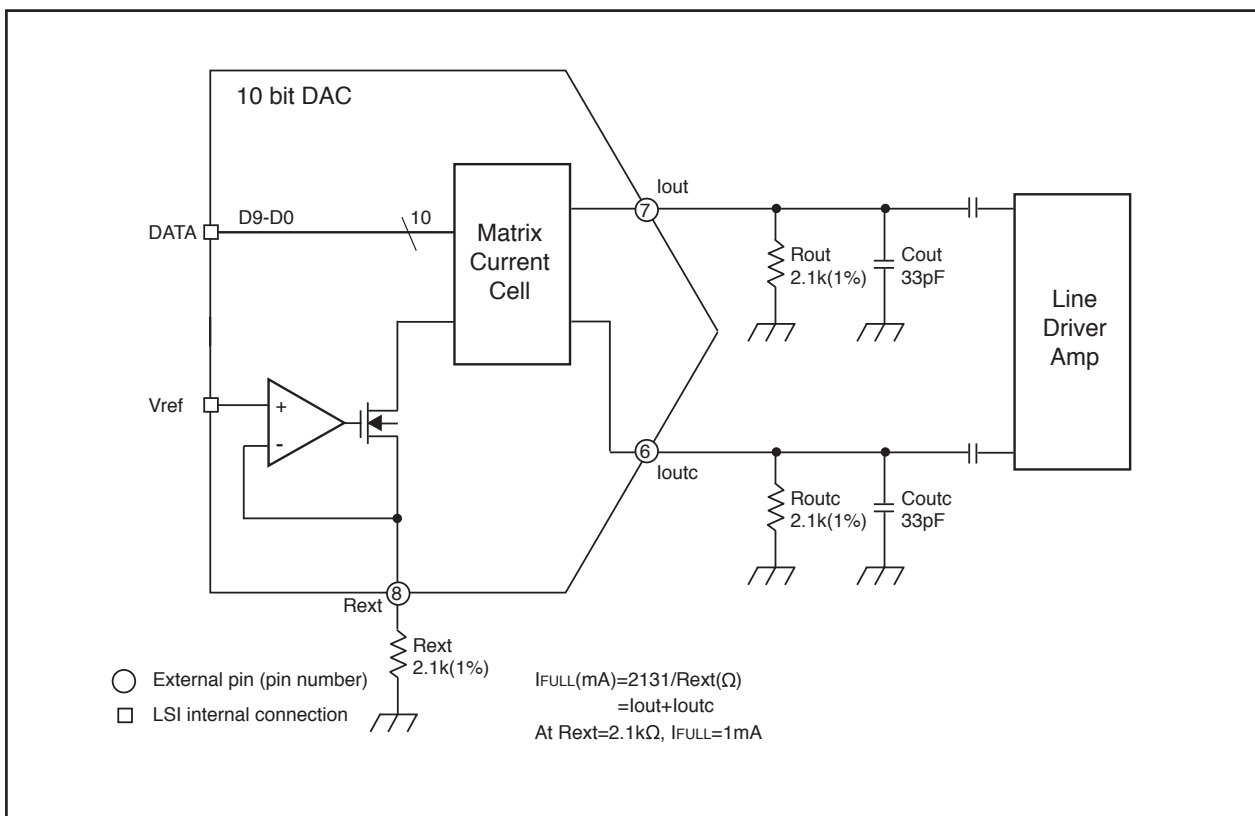 10 bit DAC
Iout
7
D9-D0
10
DATA
Matrix
Current
Cell
Rout
2.1k(1%)
Cout
33pF
Line
Driver
Amp
Vref
+
-
6
Ioutc
Routc
2.1k(1%)
Coutc
33pF
8
Rext
Rext
2.1k(1%)
External pin (pin number)
LSI internal connection
IFULL(mA)=2131/Rext(Ω)
=Iout+Ioutc
At Rext=2.1kΩ, IFULL=1mA